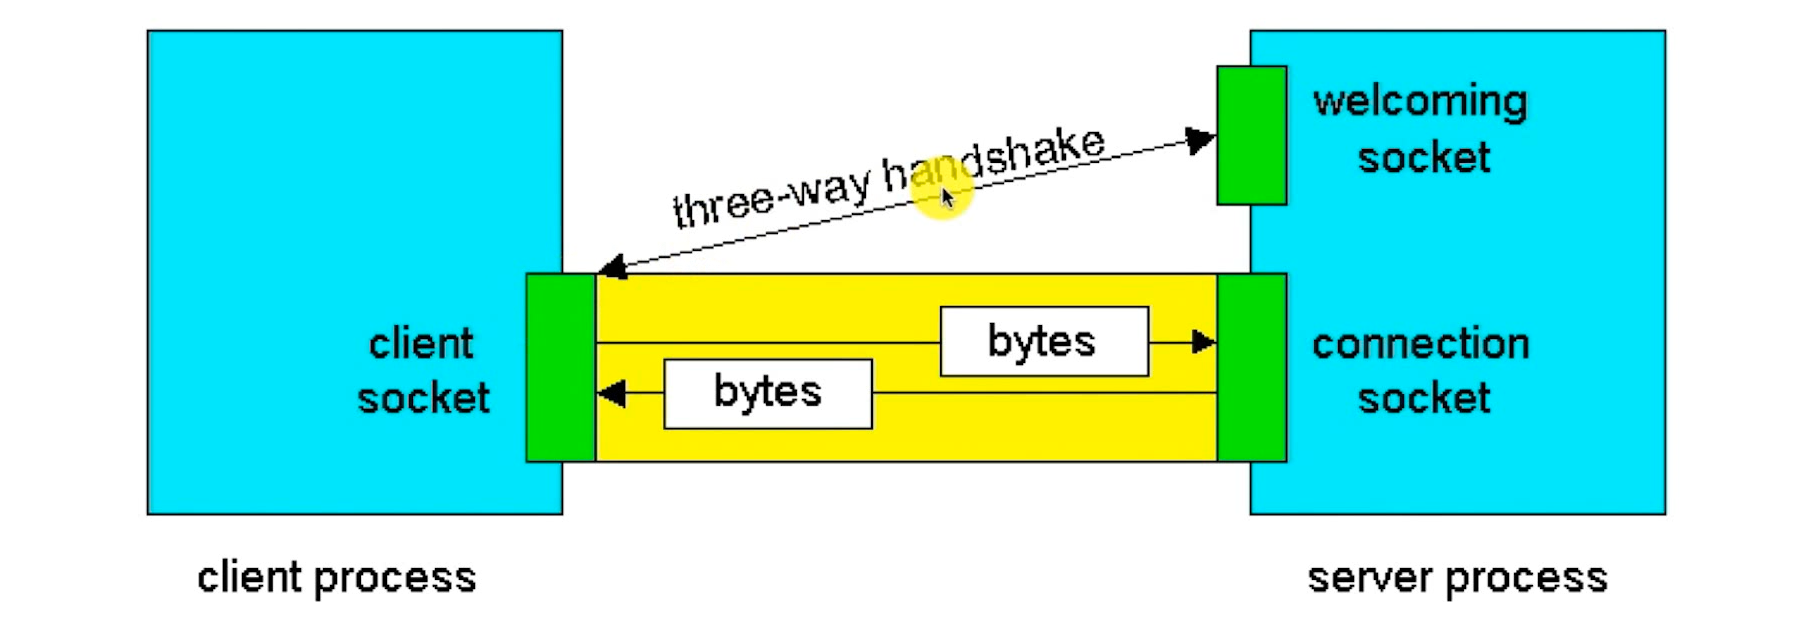 welcoming
socket
three-way handshake
client
socket
bytes
bytes
connection
socket
client process
server process